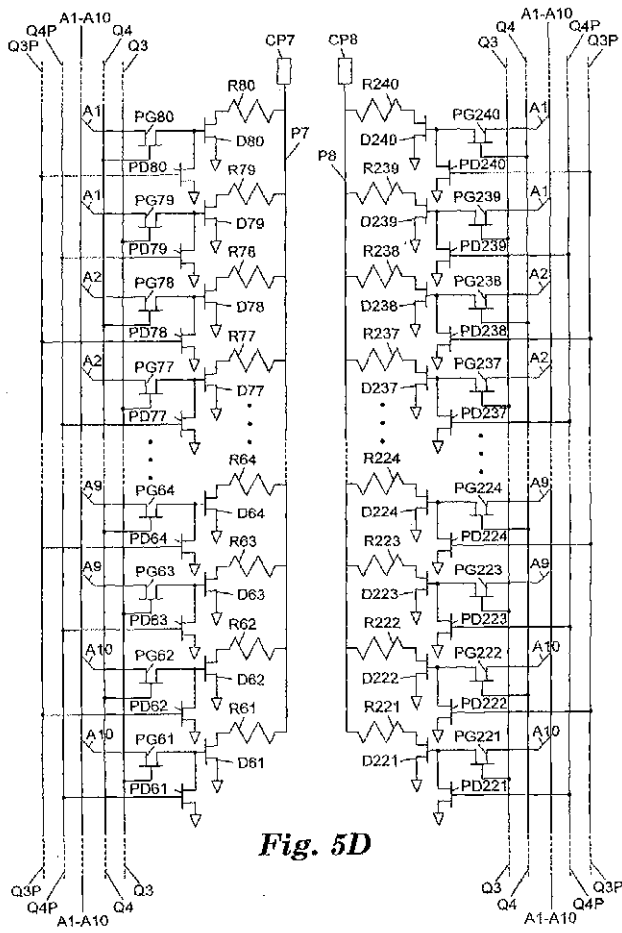 A1-A10
Q4P Q4
Q3P Q3
CP7 CP8
A1-A10
Q4 Q4P
Q3 Q3P
R80 R240
A1 PG80 P7 PG240 A1
D80 P8 D240
PD80 PD240
R79 R239
A1 PG79 PG239 A1
D79 D239
PD79 PD239
R78 R238
A2 PG78 PG238 A2
D78 D238
PD78 PD238
R77 R237
A2 PG77 PG237 A2
D77 D237
PD77 PD237
R64 R224
A9 PG64 PG224 A9
D64 D224
PD64 PD224
R63 R223
A9 PG63 PG223 A9
D63 D223
PD63 PD223
R62 R222
A10 PG62 PG222 A10
D62 D222
PD62 PD222
R61 R221
A10 PG61 PG221 A10
D61 D221
PD61 PD221
Fig. 5D
Q3P Q3 Q3 Q3P
Q4P Q4 Q4 Q4P
A1-A10 A1-A10